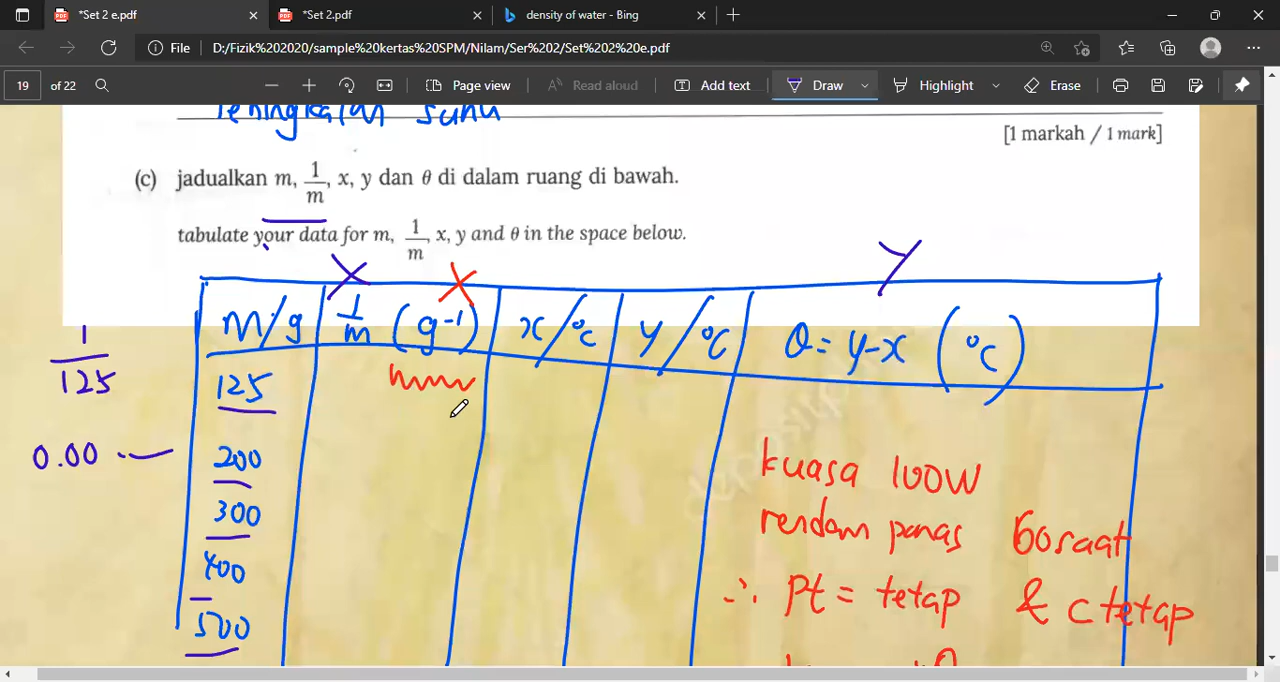 *Set 2 e.pdf
*Set 2.pdf
density of water - Bing
File
D:/Fizik%202020/sample%20kertas%20SPM/Nilam/Ser%202/Set%202%20e.pdf
19 of 22
Page view
Read aloud
Add text
Draw
Highlight
Erase
Peningkatan suhu
[1 markah / 1 mark]
(c) jadualkan m, 1/m, x, y dan θ di dalam ruang di bawah.
tabulate your data for m, 1/m, x, y and θ in the space below.
X X Y
m/g 1/m (g-1) x/°C y/°C θ = y-x (°C)
1/125
125
0.00
200
300
400
500
kuasa 100W
rendam panas 60 saat
∴ Pt = tetap & c tetap